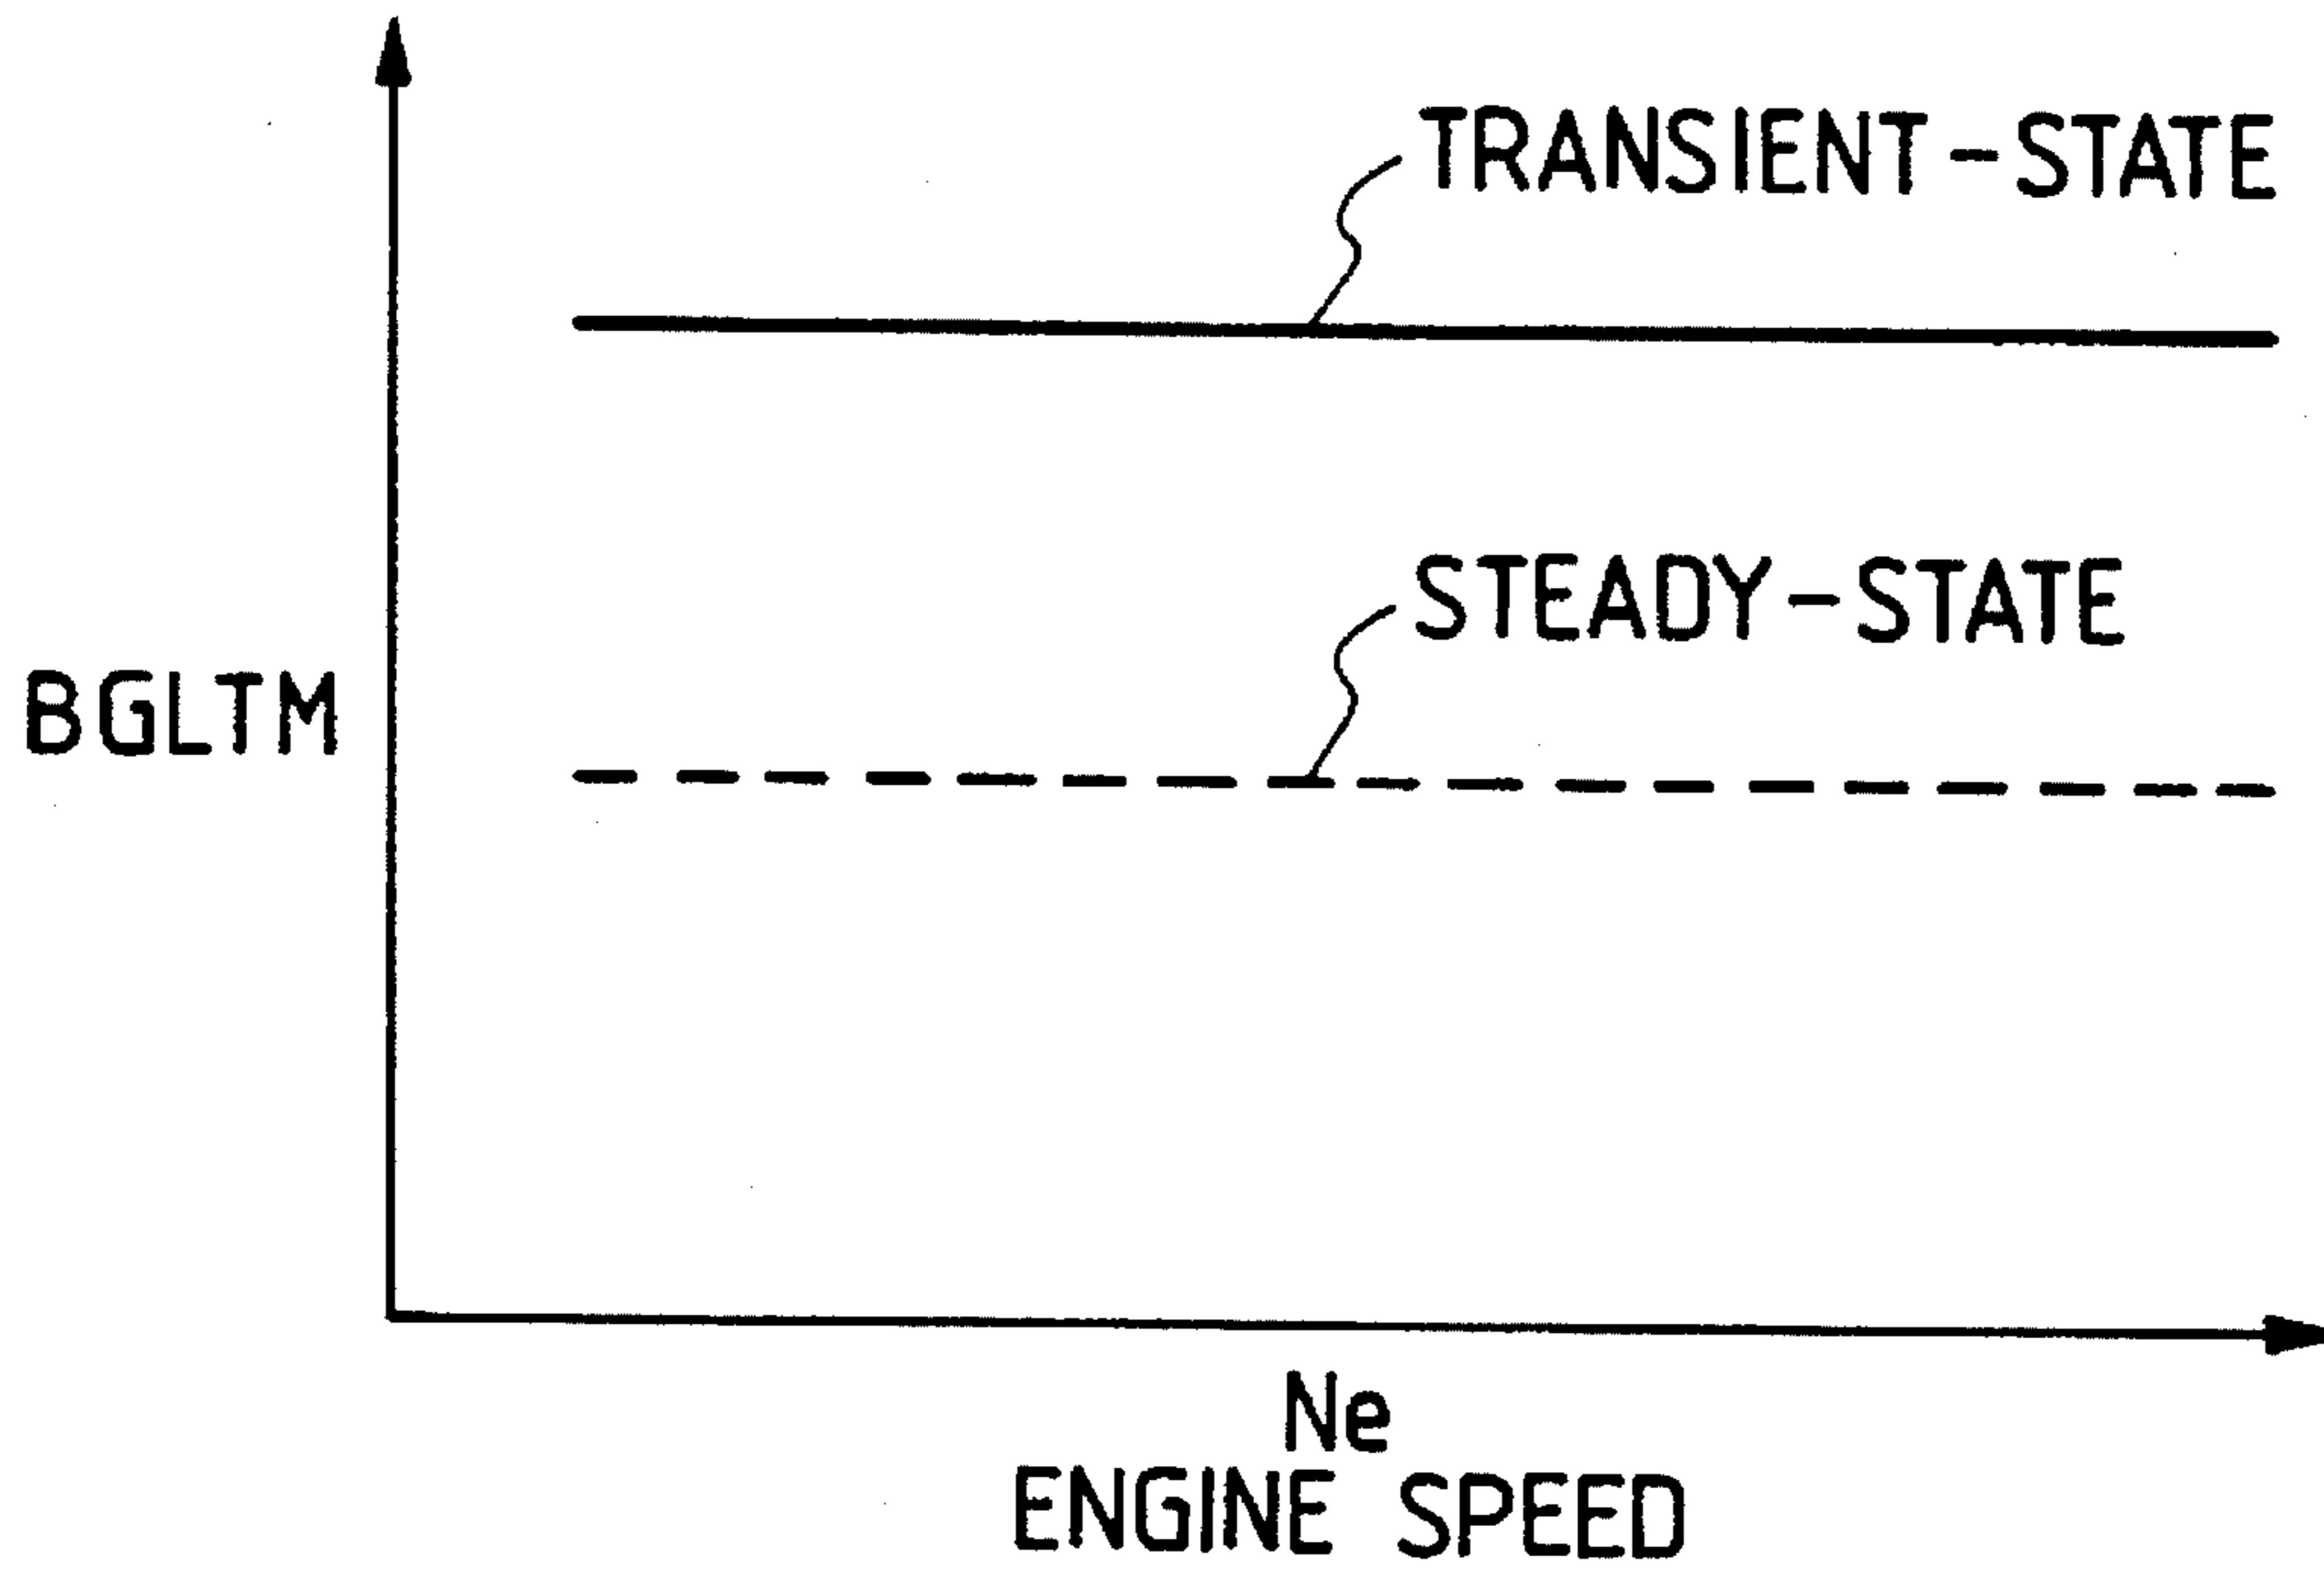 TRANSIENT-STATE
STEADY-STATE
BGLTM
Ne
ENGINE SPEED